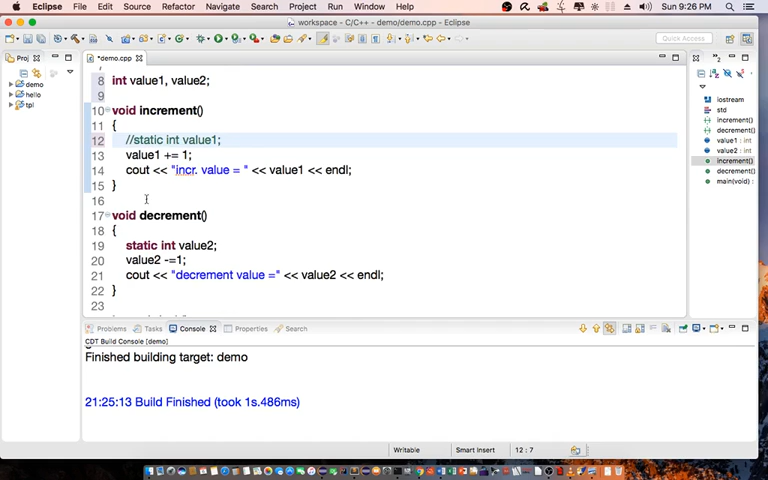 Eclipse File Edit Source Refactor Navigate Search Project Run Window Help Sun 9:26 PM
workspace - C/C++ - demo/demo.cpp - Eclipse
Quick Access
Proj
*demo.cpp
demo
hello
tpl
8 int value1, value2;
9
10 void increment()
11 {
12 //static int value1;
13 value1 += 1;
14 cout << "incr. value = " << value1 << endl;
15 }
16
17 void decrement()
18 {
19 static int value2;
20 value2 -=1;
21 cout << "decrement value =" << value2 << endl;
22 }
23
iostream
std
increment()
decrement(
value1 : int
value2 : int
increment()
decrement(
main(void)
Problems Tasks Console Properties Search
CDT Build Console [demo]
Finished building target: demo
21:25:13 Build Finished (took 1s.486ms)
Writable Smart Insert 12 : 7